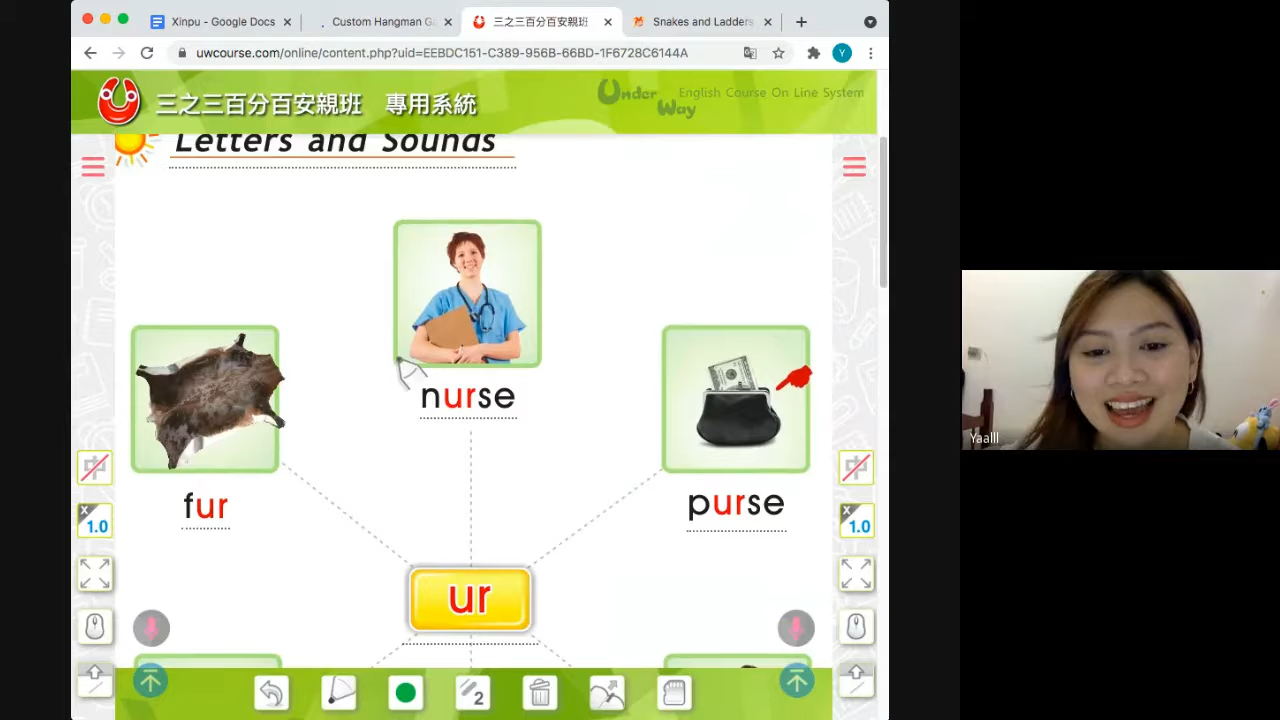 Xinpu - Google Docs
Custom Hangman G
三之三百分百安親班
Snakes and Ladders
uwcourse.com/online/content.php?uid=EEBDC151-C389-956B-66BD-1F6728C6144A
Y
三之三百分百安親班 專用系統
Under Way
English Course On Line System
Letters and Sounds
nurse
fur
purse
ur
中
中
x 1.0
x 1.0
2
Yaalll